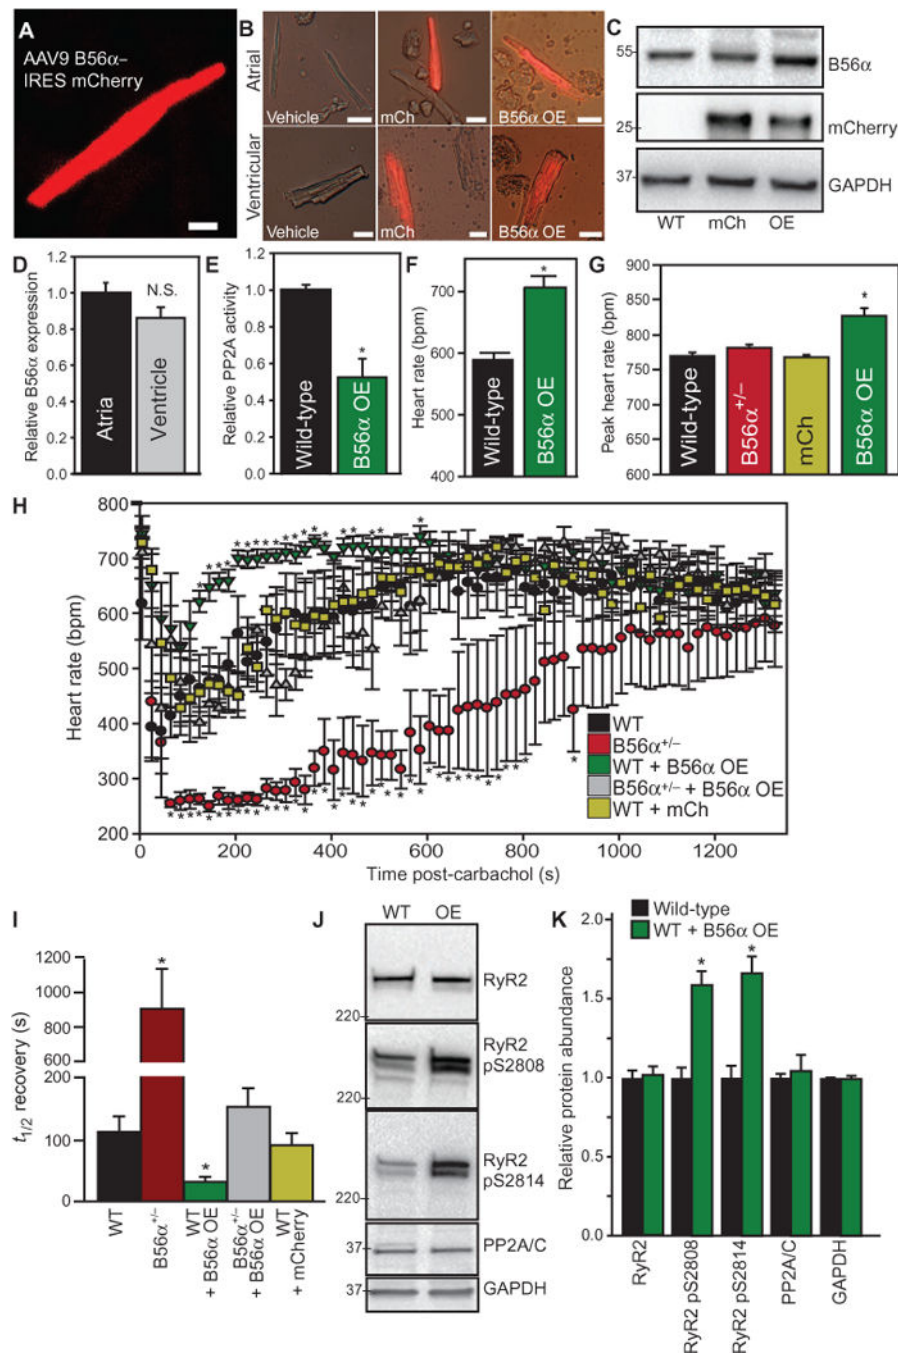 A
AAV9 B56α–
IRES mCherry
B
Atrial
Vehicle
mCh
B56α OE
Ventricular
Vehicle
mCh
B56α OE
C
55
B56α
25
mCherry
37
GAPDH
WT mCh OE
D
Relative B56α expression
1.2
1.0
0.8
0.6
0.4
0.2
0.0
N.S.
Atria
Ventricle
E
Relative PP2A activity
1.2
1.0
0.8
0.6
0.4
0.2
0.0
*
Wild-type
B56α OE
F
Heart rate (bpm)
700
600
400
*
Wild-type
B56α OE
G
Peak heart rate (bpm)
900
850
800
750
700
650
600
*
Wild-type
B56α+/–
mCh
B56α OE
H
Heart rate (bpm)
800
700
600
500
400
300
200
0 200 400 600 800 1000 1200
Time post-carbachol (s)
WT
B56α+/–
WT + B56α OE
B56α+/– + B56α OE
WT + mCh
I
t1/2 recovery (s)
1200
1000
800
600
200
100
0
*
*
WT
B56α+/–
WT
+ B56α OE
B56α+/–
+ B56α OE
WT
+ mCherry
J
WT OE
RyR2
220
RyR2
pS2808
220
RyR2
pS2814
220
37
PP2A/C
37
GAPDH
K
Wild-type
WT + B56α OE
Relative protein abundance
2.0
1.5
1.0
0.5
0.0
* *
RyR2
RyR2 pS2808
RyR2 pS2814
PP2A/C
GAPDH